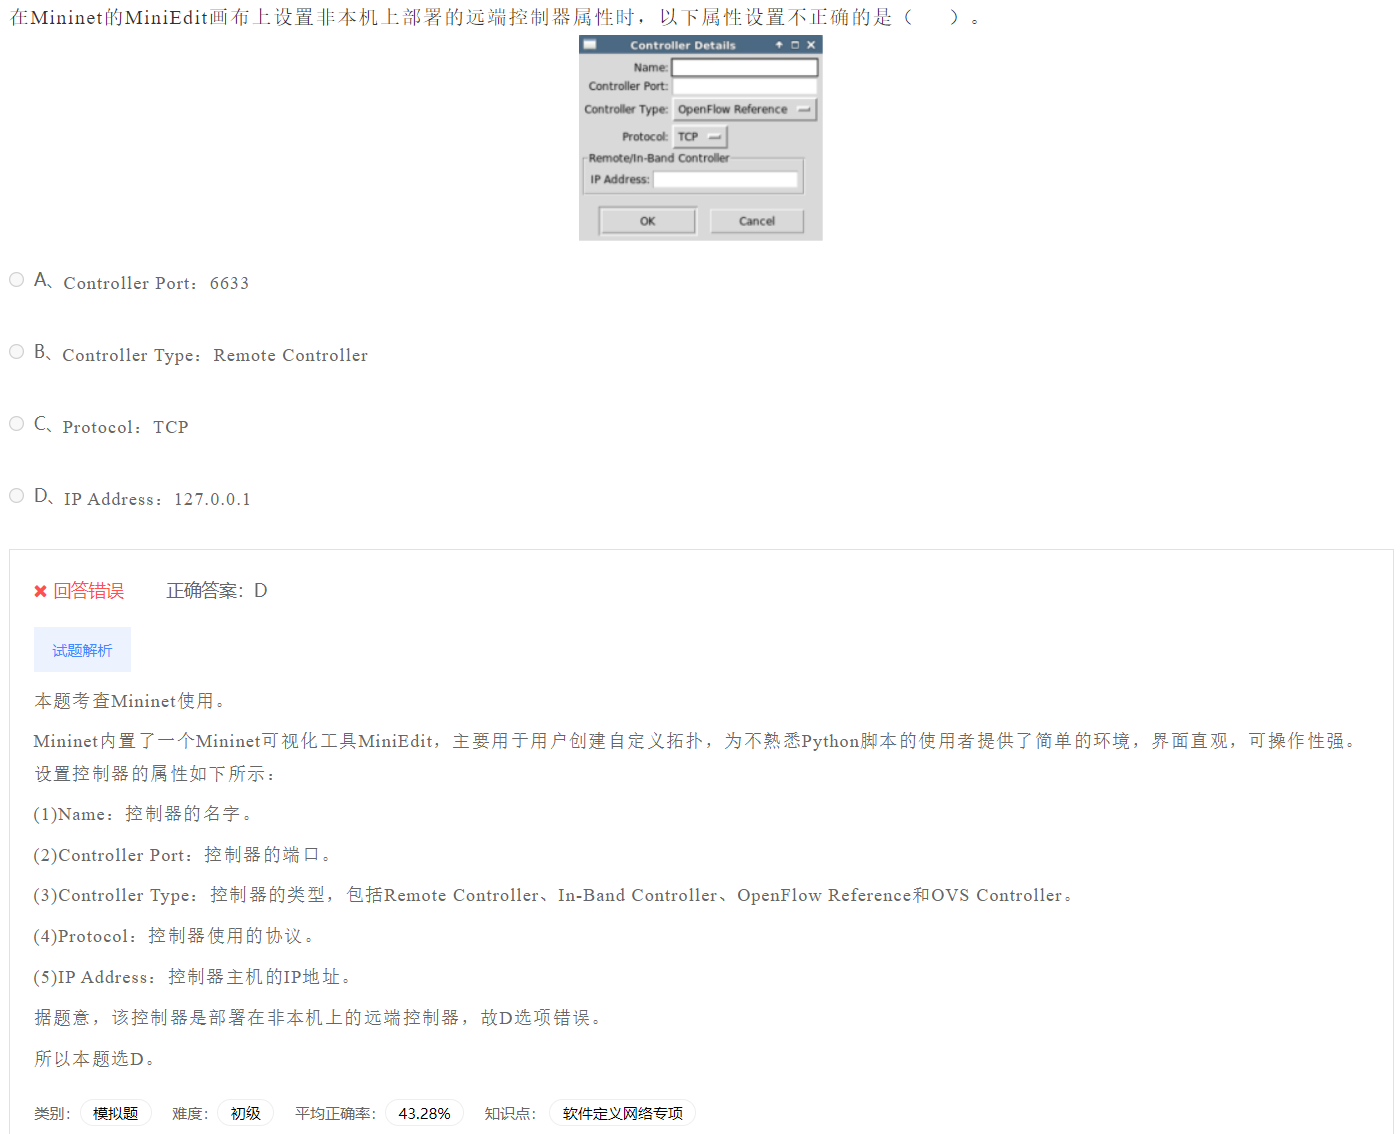 在Mininet的MiniEdit画布上设置非本机上部署的远端控制器属性时，以下属性设置不正确的是（　　）。
Controller Details
Name:
Controller Port:
Controller Type: OpenFlow Reference
Protocol: TCP
Remote/In-Band Controller
IP Address:
OK Cancel
A、Controller Port：6633
B、Controller Type：Remote Controller
C、Protocol：TCP
D、IP Address：127.0.0.1
回答错误 正确答案：D
试题解析
本题考查Mininet使用。
Mininet内置了一个Mininet可视化工具MiniEdit，主要用于用户创建自定义拓扑，为不熟悉Python脚本的使用者提供了简单的环境，界面直观，可操作性强。
设置控制器的属性如下所示：
(1)Name：控制器的名字。
(2)Controller Port：控制器的端口。
(3)Controller Type：控制器的类型，包括Remote Controller、In-Band Controller、OpenFlow Reference和OVS Controller。
(4)Protocol：控制器使用的协议。
(5)IP Address：控制器主机的IP地址。
据题意，该控制器是部署在非本机上的远端控制器，故D选项错误。
所以本题选D。
类别： 模拟题 难度： 初级 平均正确率： 43.28% 知识点： 软件定义网络专项